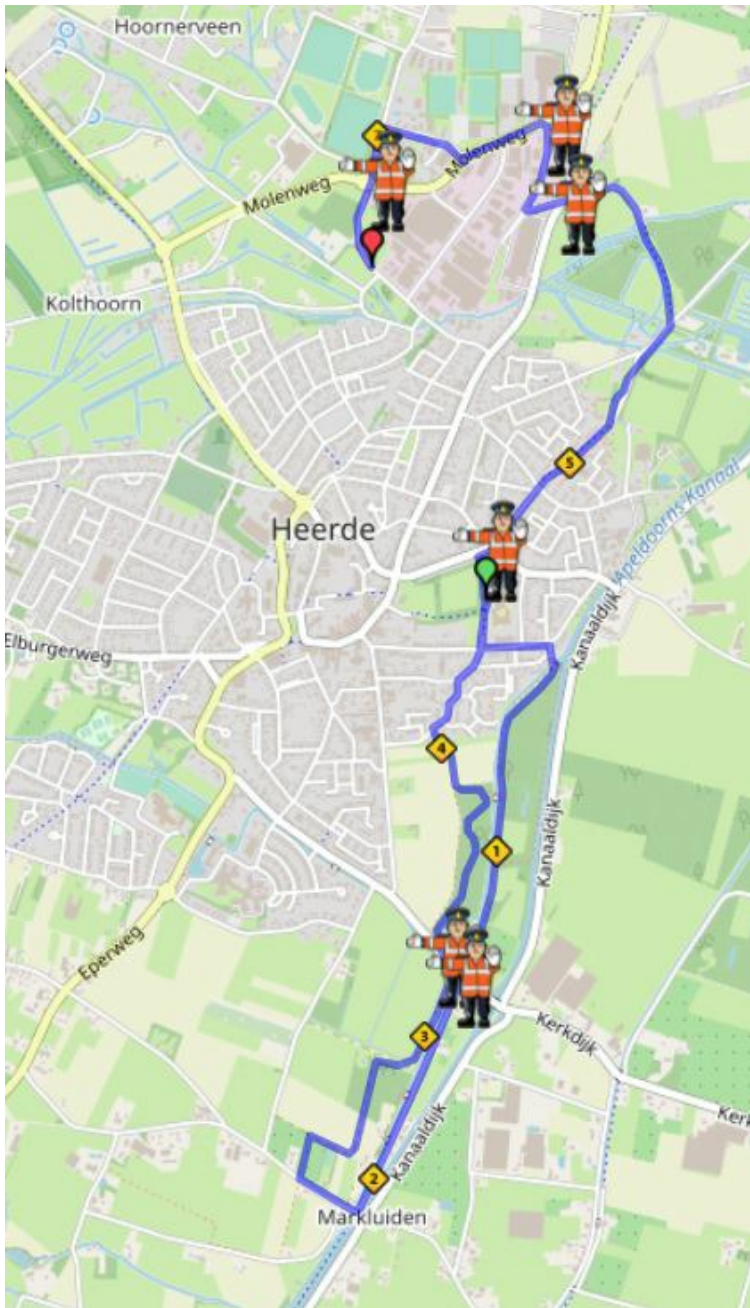 Hoornerveen
Molenweg
Molenweg
Kolthoorn
5
Apeldoorns Kanaal
Heerde
Kanaaldijk
Elburgerweg
4
Kanaaldijk
1
Eperweg
Kerkdijk
3
Kerk
Kanaaldijk
2
Markluiden